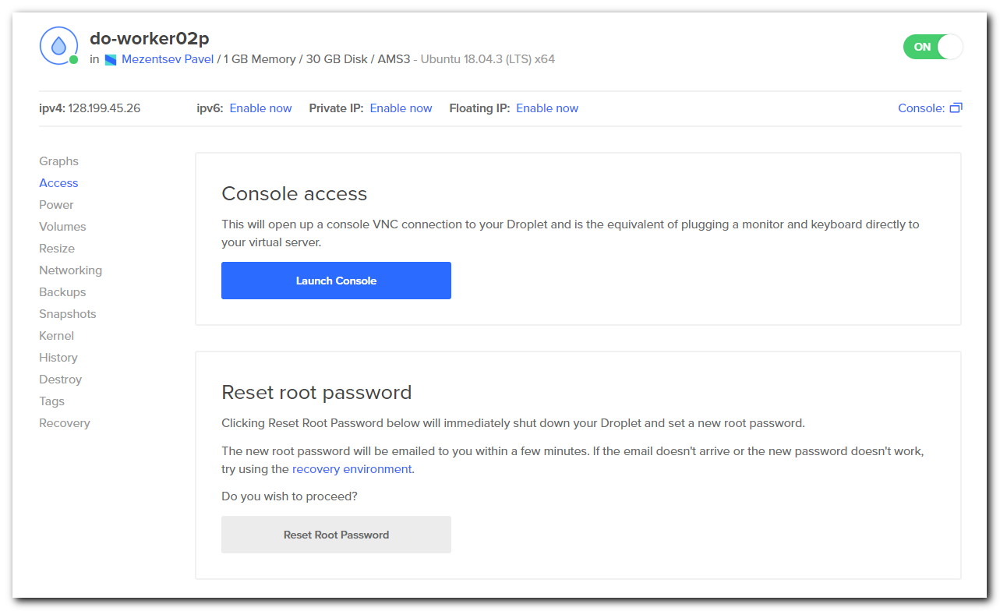 do-worker02p
in Mezentsev Pavel / 1 GB Memory / 30 GB Disk / AMS3 - Ubuntu 18.04.3 (LTS) x64
ON
ipv4: 128.199.45.26 ipv6: Enable now Private IP: Enable now Floating IP: Enable now Console:
Graphs
Access
Power
Volumes
Resize
Networking
Backups
Snapshots
Kernel
History
Destroy
Tags
Recovery
Console access
This will open up a console VNC connection to your Droplet and is the equivalent of plugging a monitor and keyboard directly to
your virtual server.
Launch Console
Reset root password
Clicking Reset Root Password below will immediately shut down your Droplet and set a new root password.
The new root password will be emailed to you within a few minutes. If the email doesn't arrive or the new password doesn't work,
try using the recovery environment.
Do you wish to proceed?
Reset Root Password